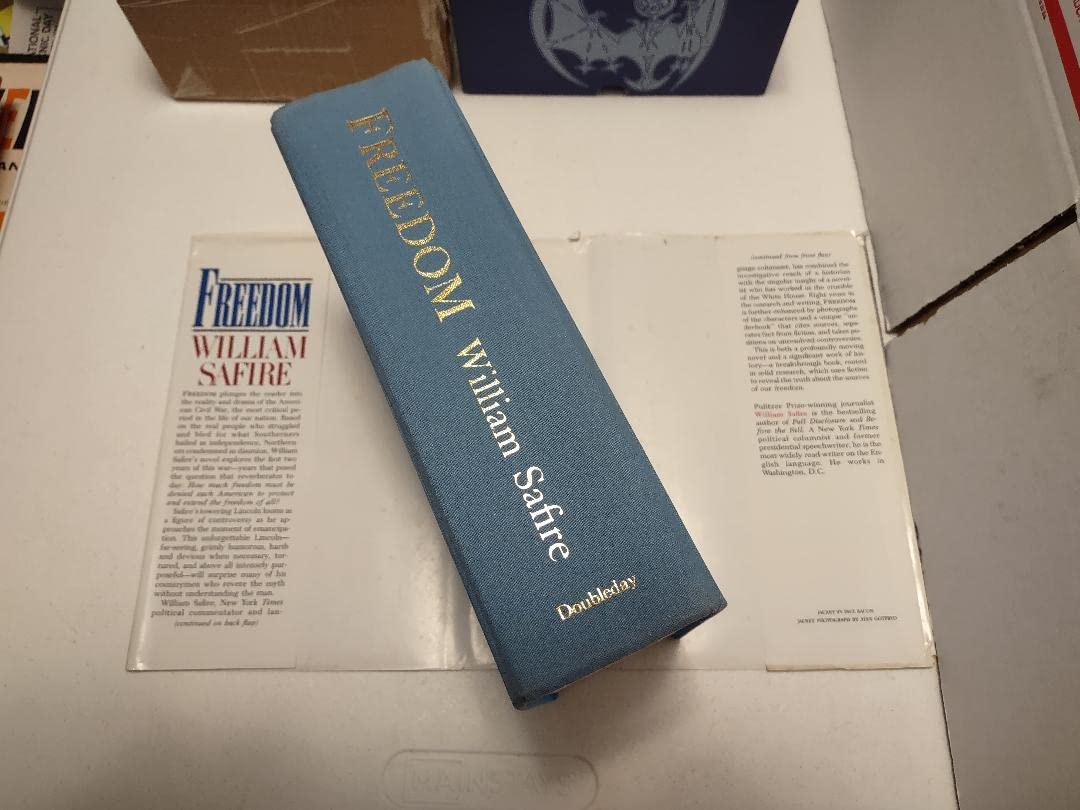 FREEDOM William Safire
Doubleday
FREEDOM
WILLIAM
SAFIRE
FREEDOM plunges the reader into
the reality and drama of the Ameri-
can Civil War, the most critical pe-
riod in the life of our nation. Based
on the real people who struggled
and bled for what Southerners
hailed as independence, Northern-
ers condemned as disunion, William
Safire's novel explores the first two
years of this war—years that posed
the question that reverberates to-
day: How much freedom must be
denied each American to protect
and extend the freedom of all?
Safire's towering Lincoln looms as
a figure of controversy as he ap-
proaches the moment of emancipa-
tion. This unforgettable Lincoln—
far-seeing, grimly humorous, harsh
and devious when necessary, tor-
tured, and above all intensely pur-
poseful—will surprise many of his
countrymen who revere the myth
without understanding the man.
William Safire, New York Times
political commentator and lan-
(continued on back flap)
(continued from front flap)
guage columnist, has combined the
investigative reach of a historian
with the singular insight of a novel-
ist who has worked in the crucible
of the White House. Eight years in
the research and writing, FREEDOM
is further enhanced by photographs
of the characters and a unique "un-
derbook" that cites sources, sepa-
rates fact from fiction, and takes po-
sitions on unresolved controversies.
This is both a profoundly moving
novel and a significant work of his-
tory—a breakthrough book, rooted
in solid research, which uses fiction
to reveal the truth about the sources
of our freedom.
Pulitzer Prize-winning journalist
William Safire is the bestselling
author of Full Disclosure and Be-
fore the Fall. A New York Times
political columnist and former
presidential speechwriter, he is the
most widely read writer on the En-
glish language. He works in
Washington, D.C.
JACKET BY PAUL BACON
JACKET PHOTOGRAPH BY STAN GOTFRYD
MAINSTAYS